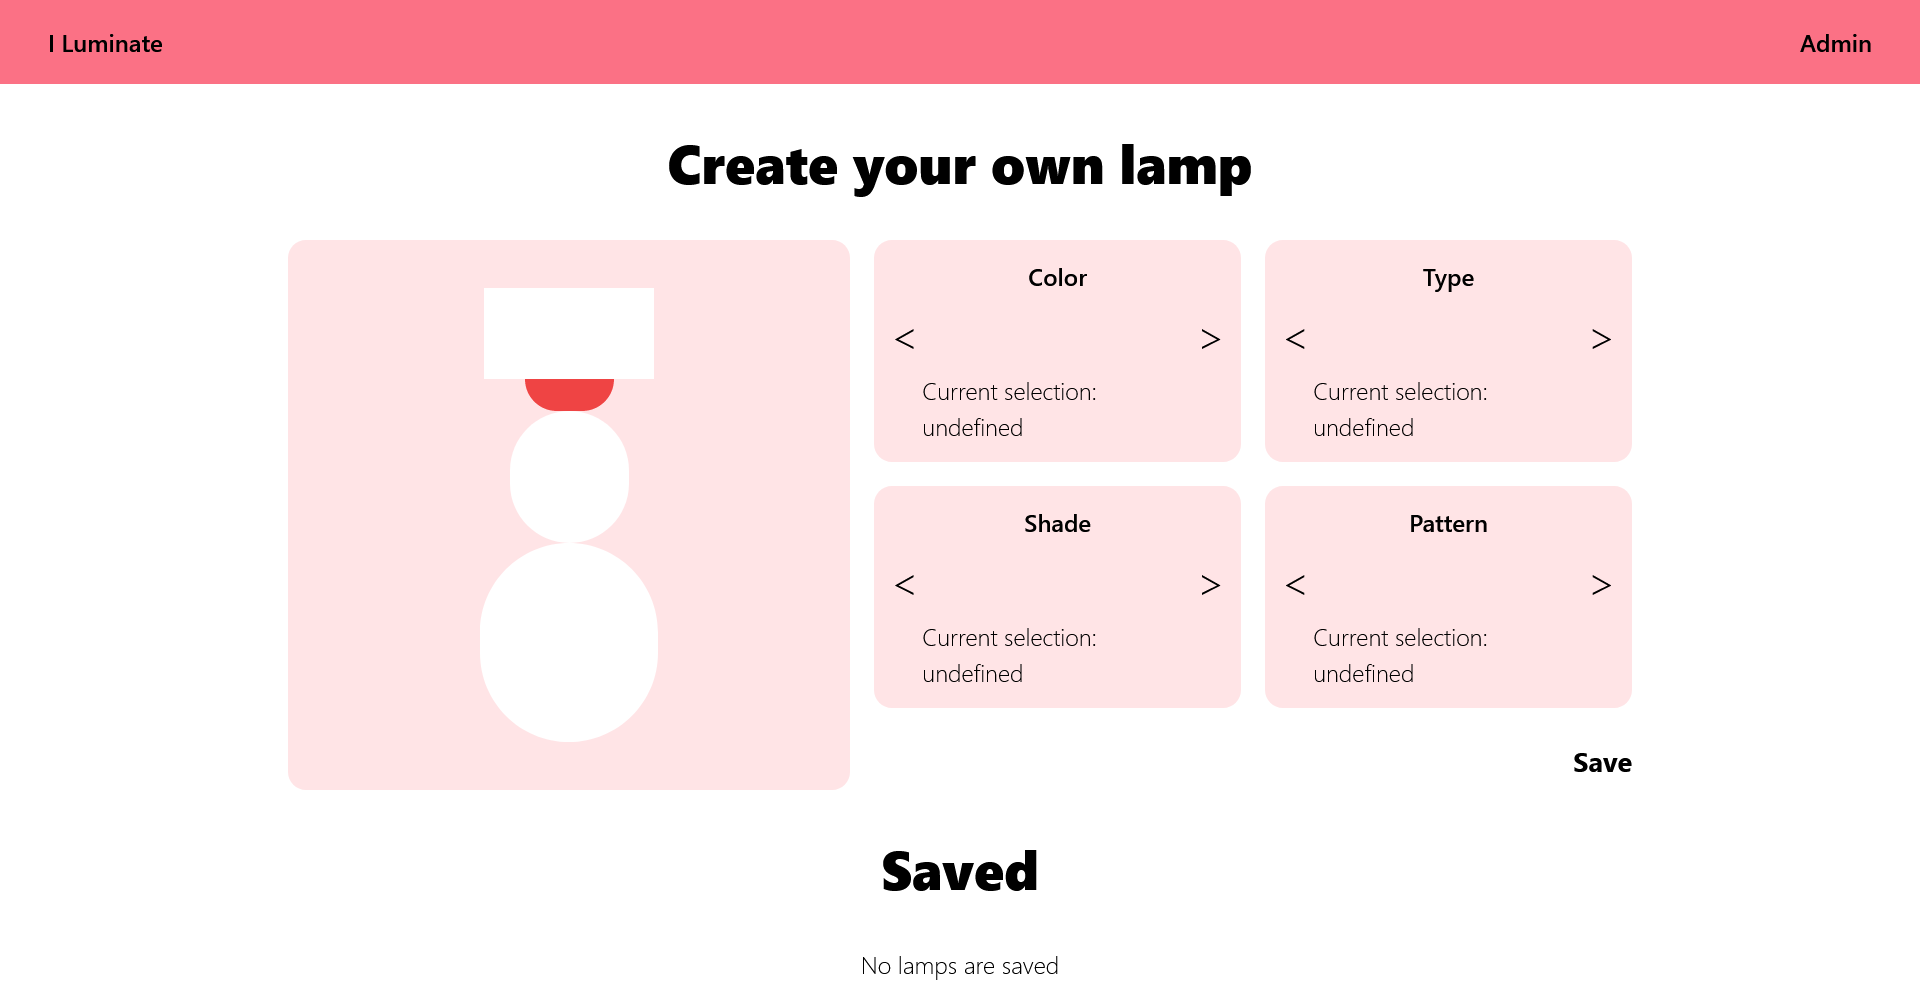 I Luminate
Admin
Create your own lamp
Color
< >
Current selection:
undefined
Type
< >
Current selection:
undefined
Shade
< >
Current selection:
undefined
Pattern
< >
Current selection:
undefined
Save
Saved
No lamps are saved